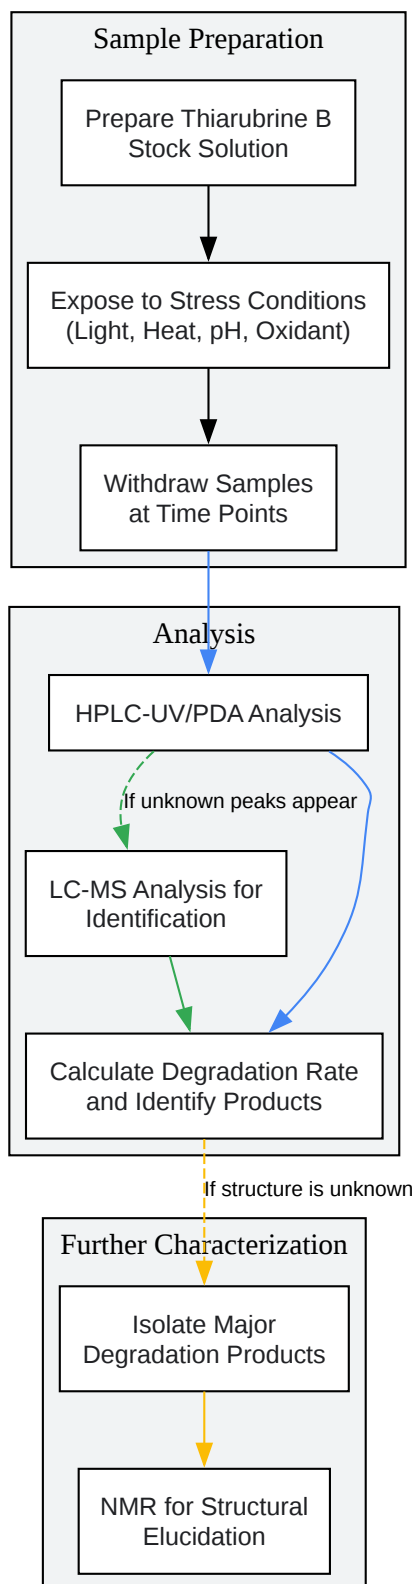 Sample Preparation
Prepare Thiarubrine B
Stock Solution
Expose to Stress Conditions
(Light, Heat, pH, Oxidant)
Withdraw Samples
at Time Points
Analysis
HPLC-UV/PDA Analysis
If unknown peaks appear
LC-MS Analysis for
Identification
Calculate Degradation Rate
and Identify Products
If structure is unknown
Further Characterization
Isolate Major
Degradation Products
NMR for Structural
Elucidation